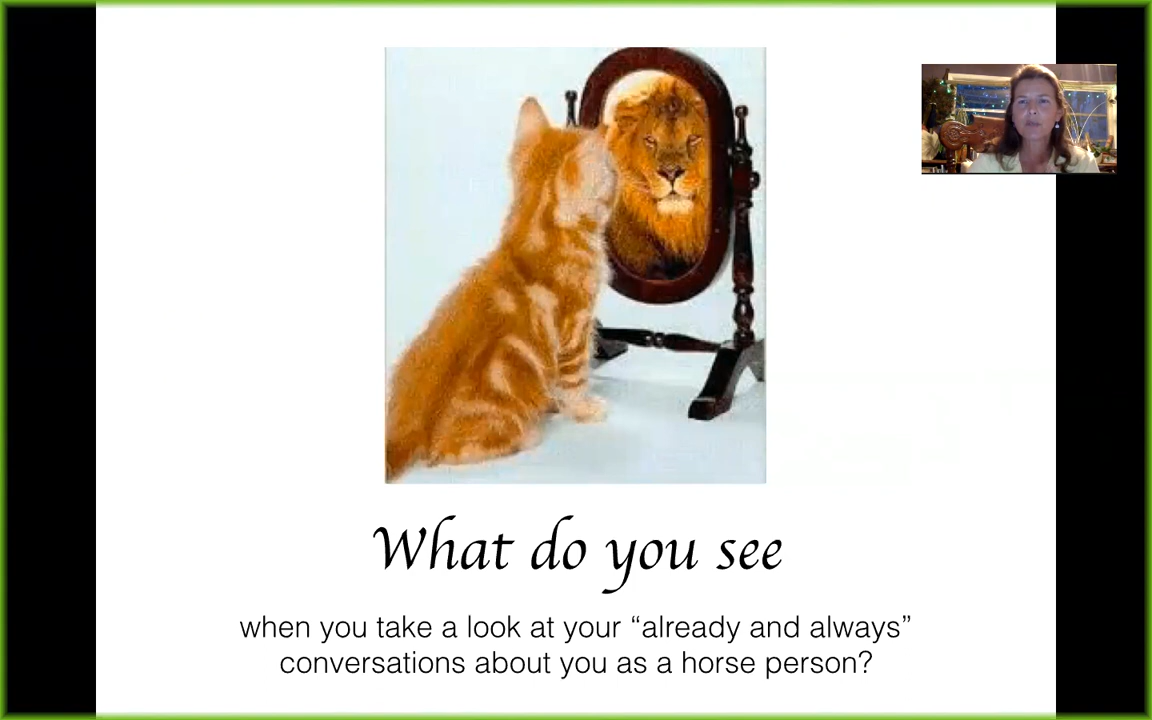 What do you see
when you take a look at your “already and always”
conversations about you as a horse person?